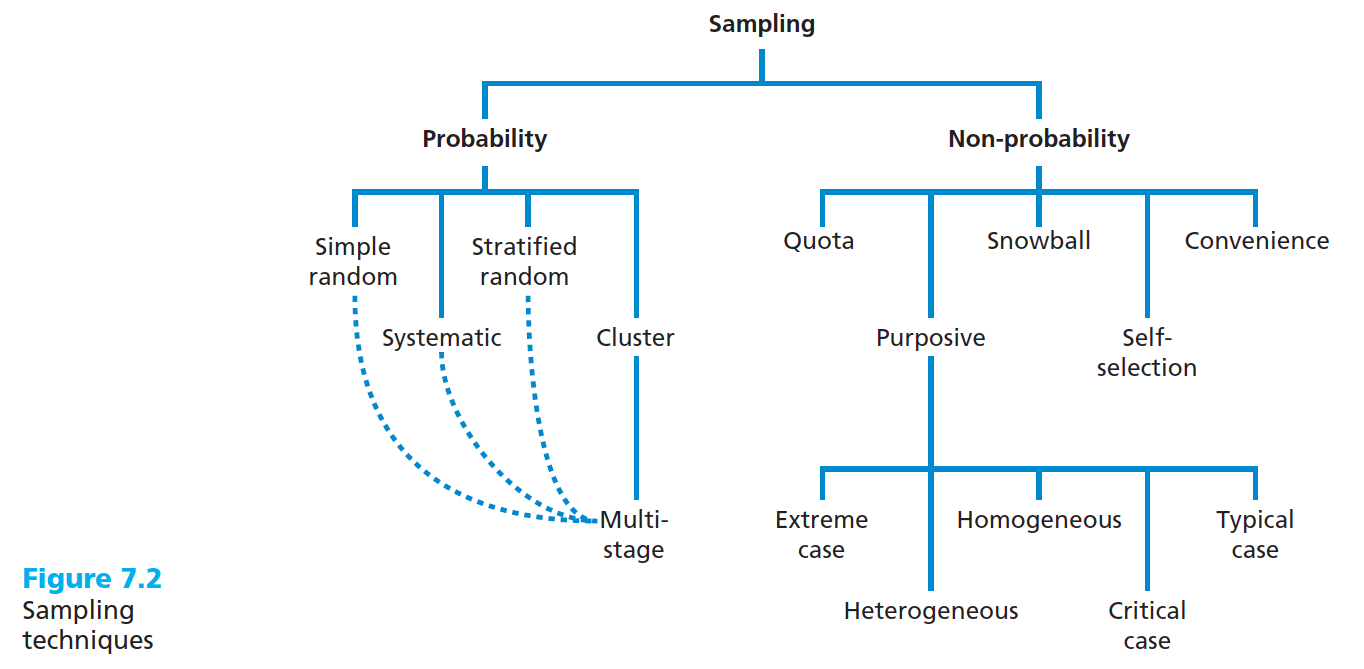 Sampling
Probability
Non-probability
Simple
random
Stratified
random
Quota
Snowball
Convenience
Systematic
Cluster
Purposive
Self-
selection
Multi-
stage
Extreme
case
Homogeneous
Typical
case
Heterogeneous
Critical
case
Figure 7.2
Sampling
techniques